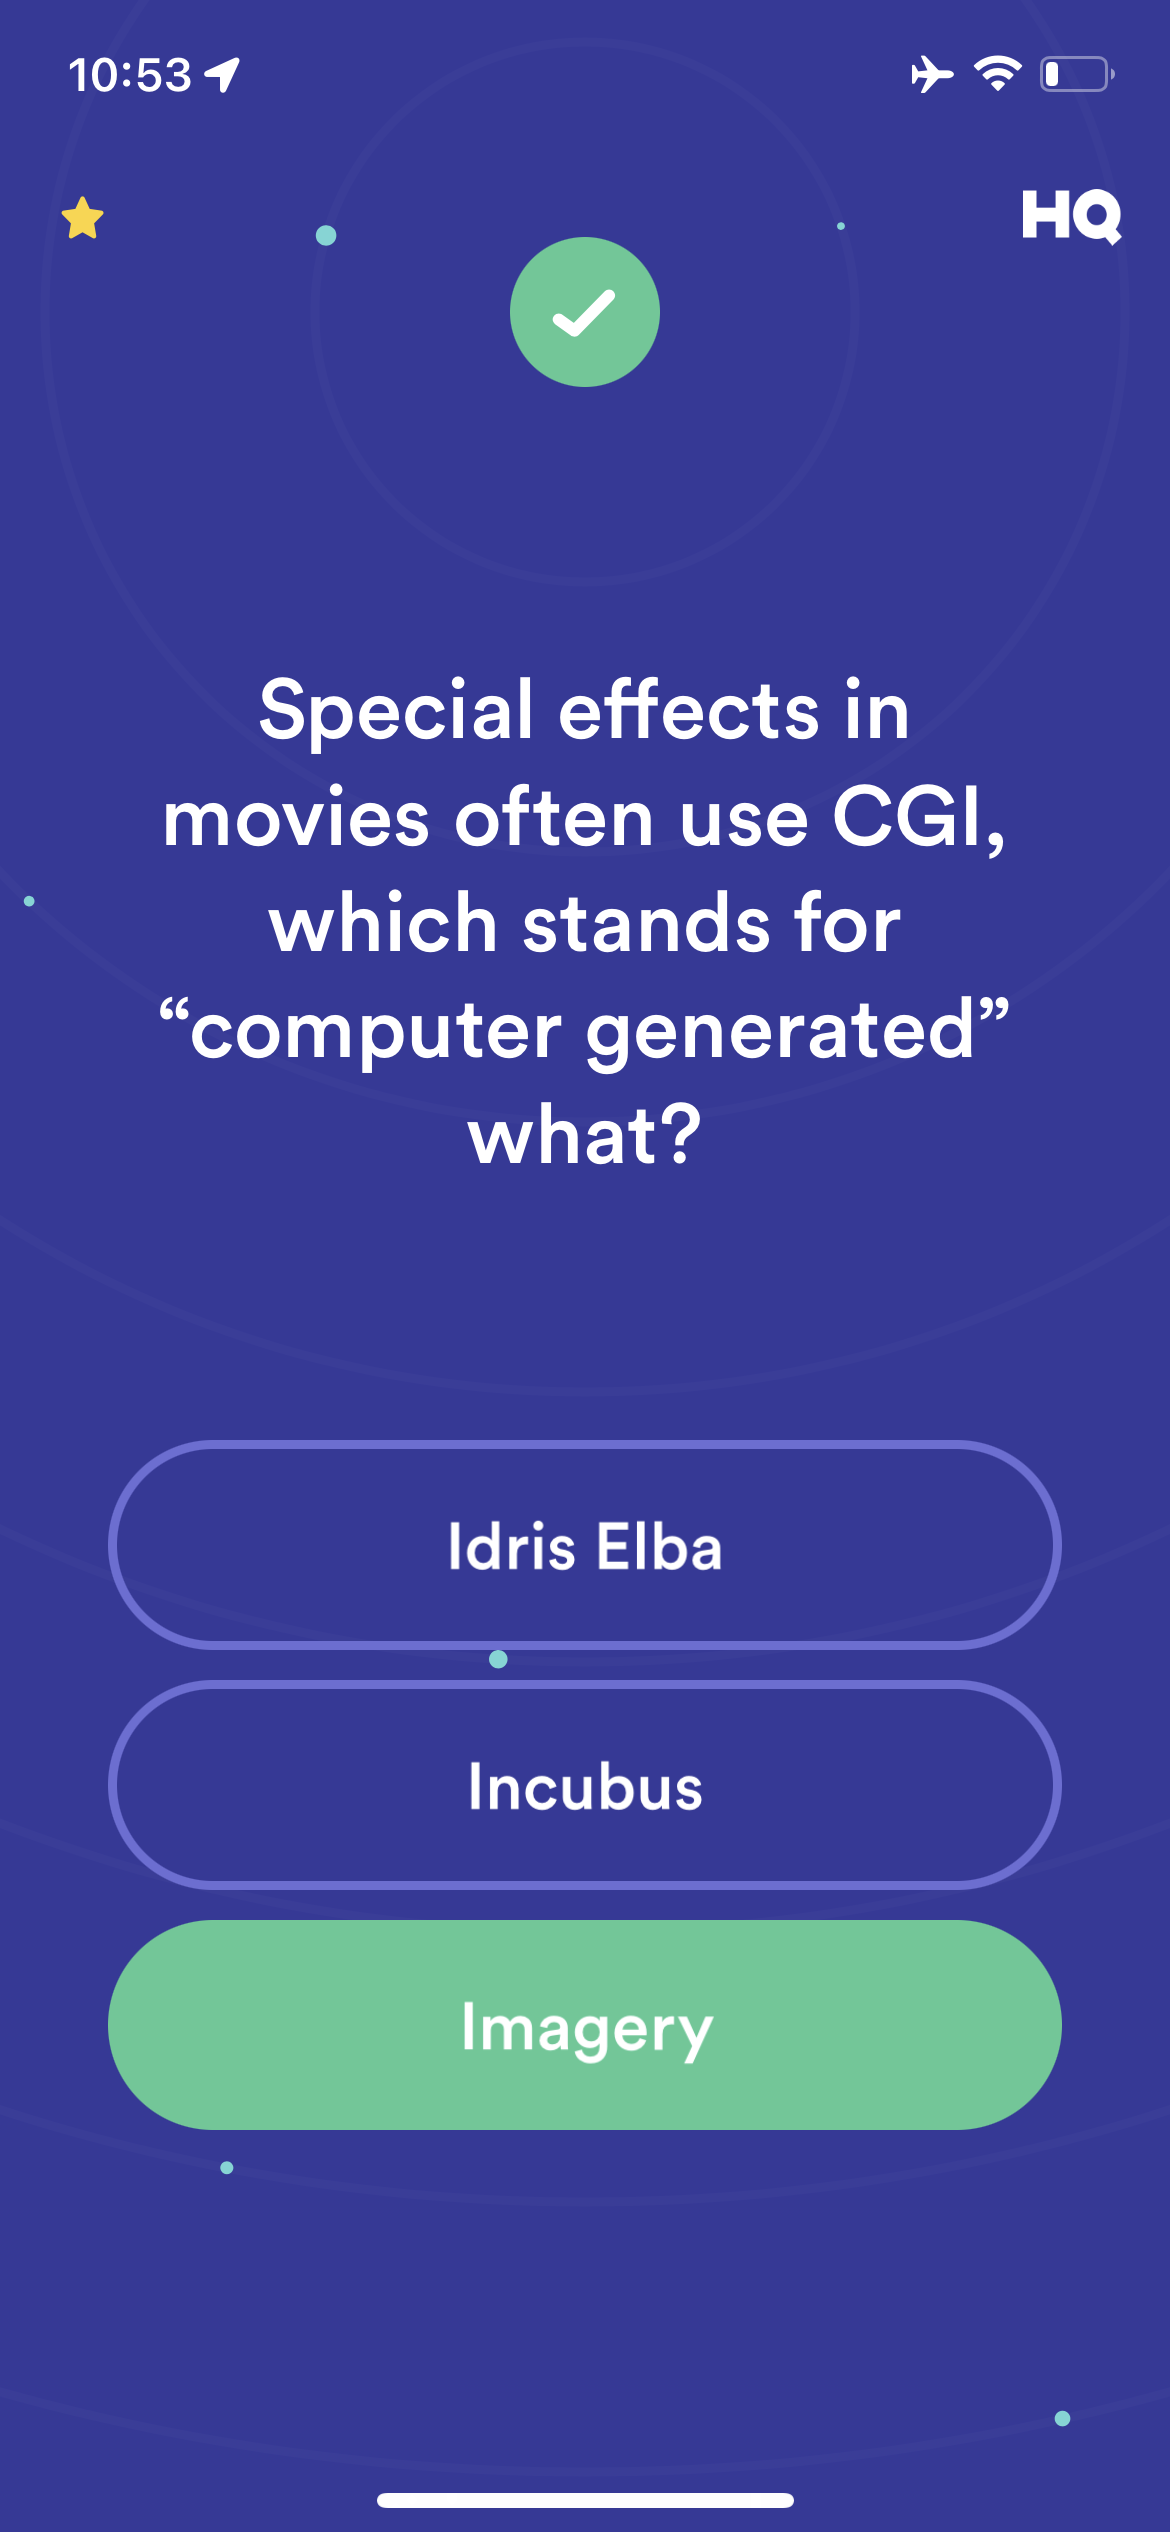 10:53
HQ
Special effects in
movies often use CGI,
which stands for
“computer generated”
what?
Idris Elba
Incubus
Imagery